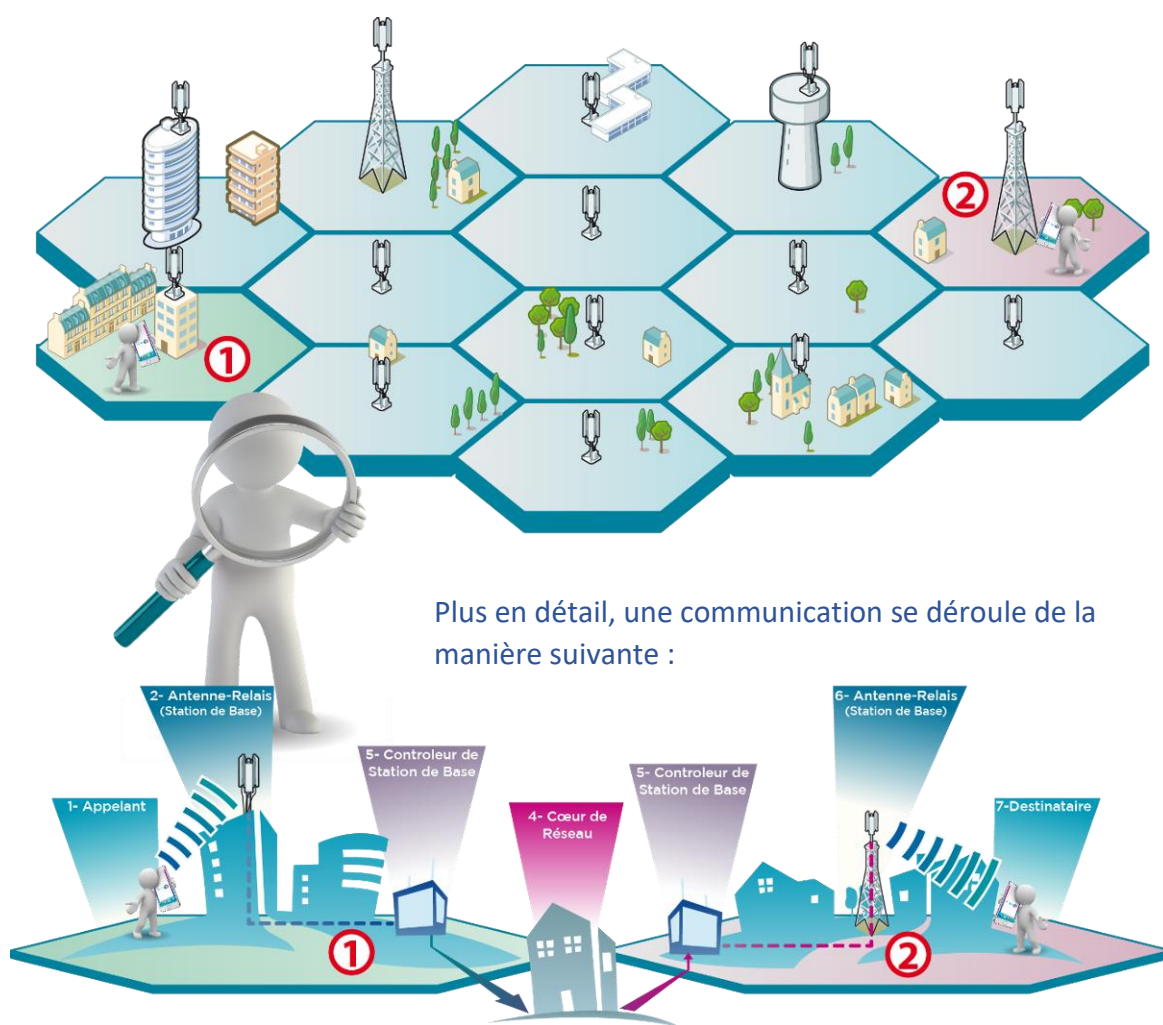 2
1
Plus en détail, une communication se déroule de la
manière suivante :
2- Antenne-Relais
(Station de Base)
6- Antenne-Relais
(Station de Base)
5- Controleur de
Station de Base
5- Controleur de
Station de Base
1- Appelant
4- Cœur de
Réseau
7-Destinataire
1
2